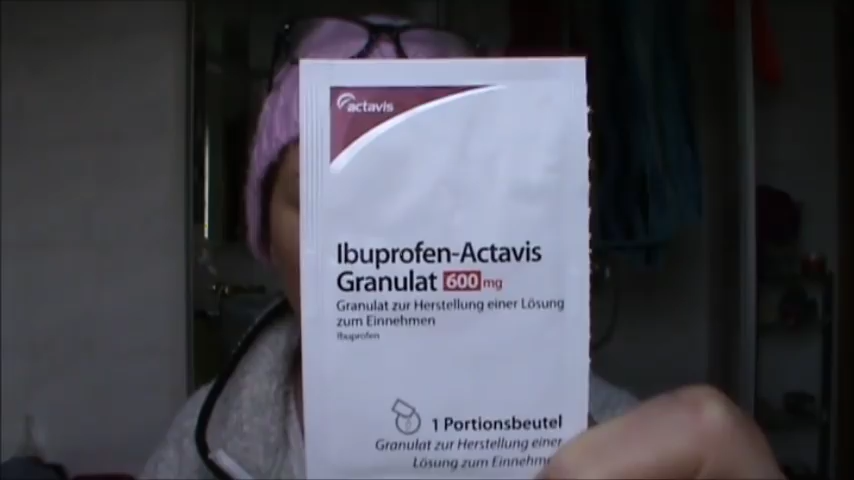 actavis
Ibuprofen-Actavis
Granulat 600 mg
Granulat zur Herstellung einer Lösung
zum Einnehmen
Ibuprofen
1 Portionsbeutel
Granulat zur Herstellung einer
Lösung zum Einnehm